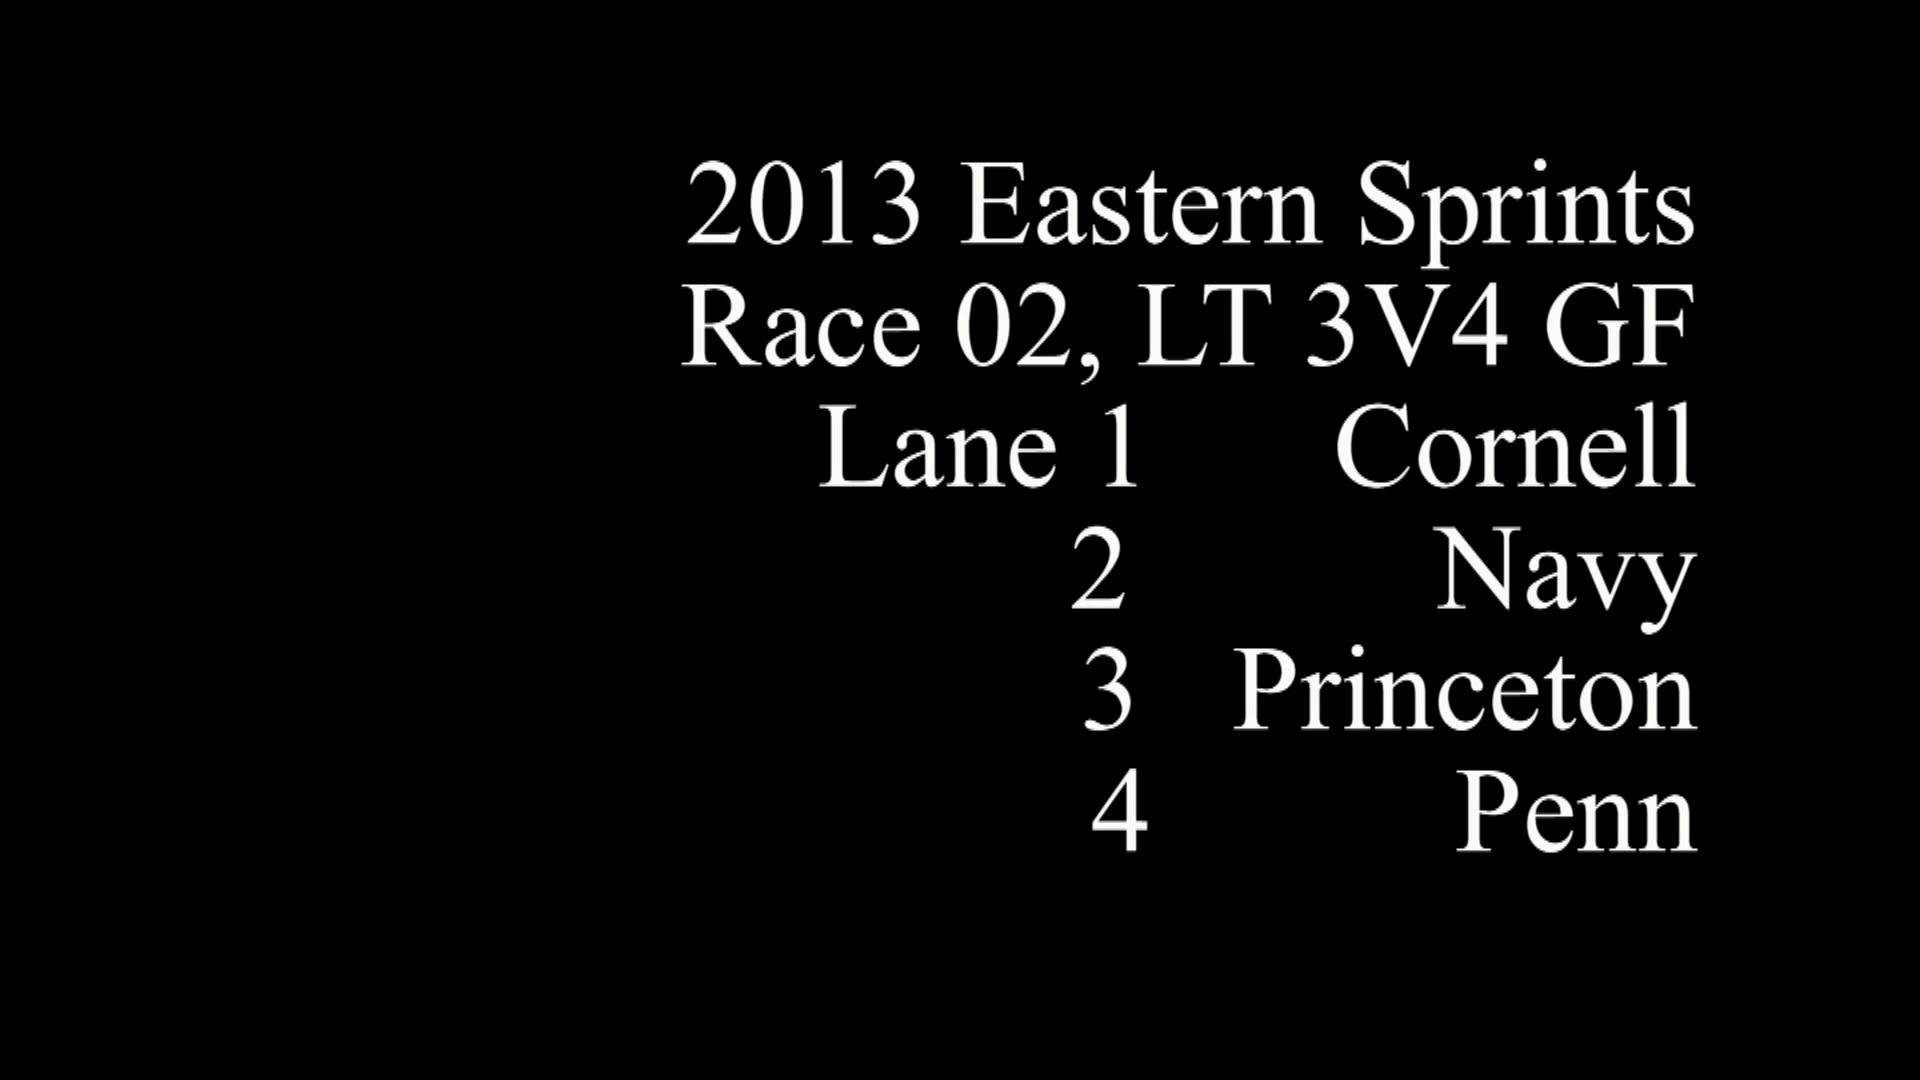 2013 Eastern Sprints
Race 02, LT 3V4 GF
Lane 1 Cornell
2 Navy
3 Princeton
4 Penn